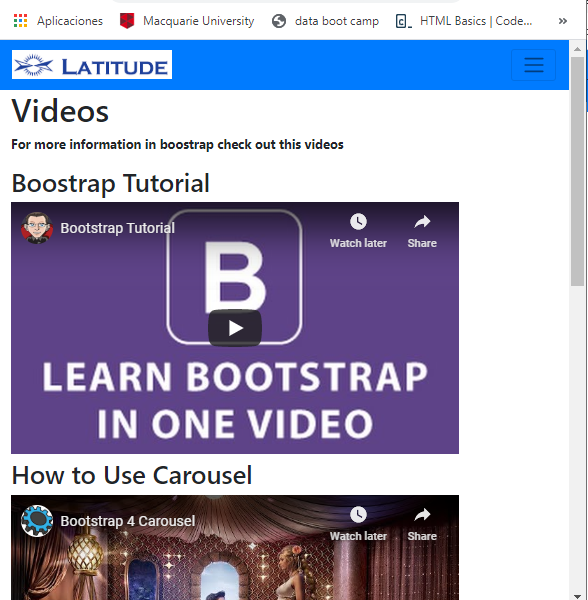 Aplicaciones Macquarie University data boot camp HTML Basics | Code... »
LATITUDE
Videos
For more information in boostrap check out this videos
Boostrap Tutorial
Bootstrap Tutorial
Watch later Share
B
LEARN BOOTSTRAP
IN ONE VIDEO
How to Use Carousel
Bootstrap 4 Carousel
Watch later Share